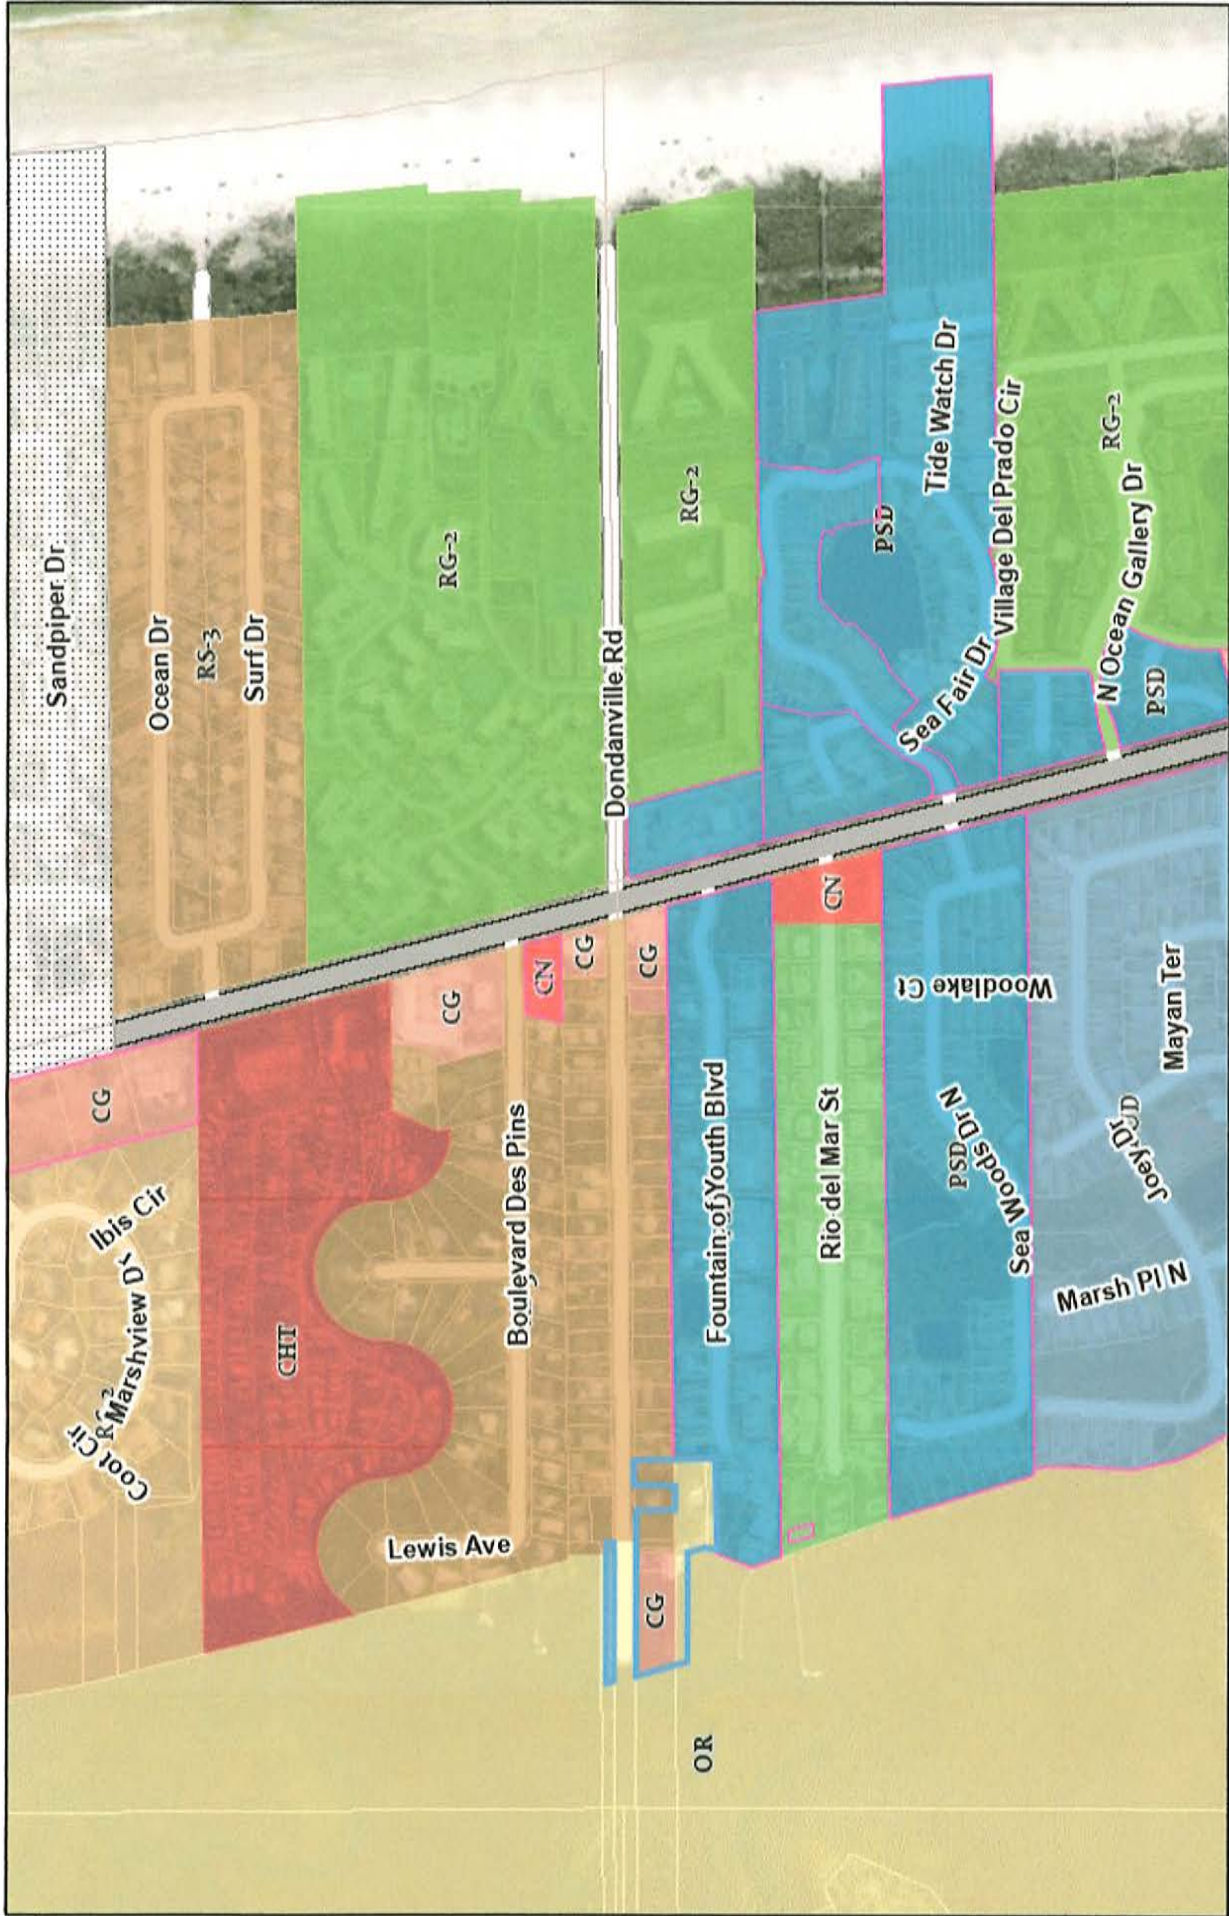 Sandpiper Dr
Ocean Dr
RS-3
Surf Dr
RG-2
Dondanville Rd
RG-2
PSD
Tide Watch Dr
Village Del Prado Cir
RG-2
Sea Fair Dr
N Ocean Gallery Dr
PSD
CG
CG
CN
CG
CG
CN
Ibis Cir
Marshview
Coot Cir
CHT
Boulevard Des Pins
Lewis Ave
Fountain of Youth Blvd
Rio del Mar St
Woodlake Ct
PSD
Sea Woods Dr N
Mayan Ter
Joey Dr
Marsh Pl N
CG
OR